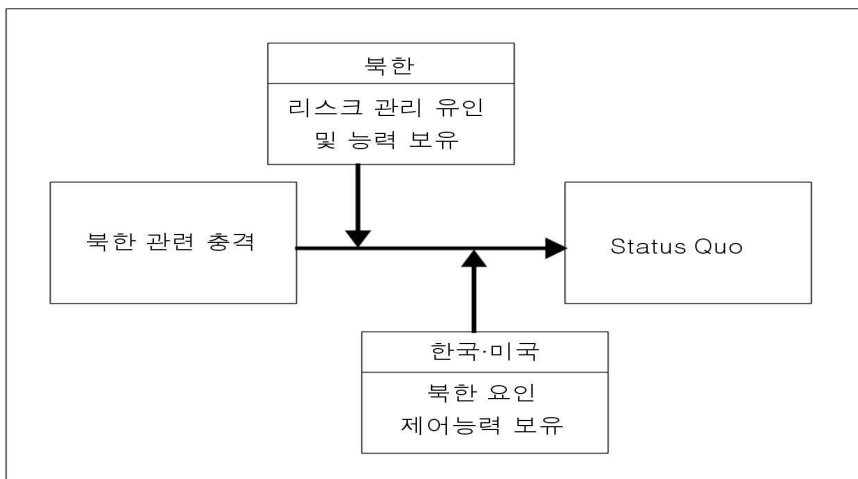 북한
리스크 관리 유인
및 능력 보유
북한 관련 충격
Status Quo
한국·미국
북한 요인
제어능력 보유